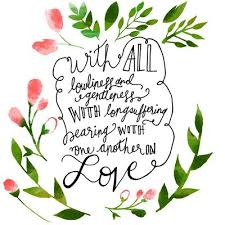 with ALL
lowliness and
gentleness
WITH longsuffering
bearing WITH
one another in
LOVE